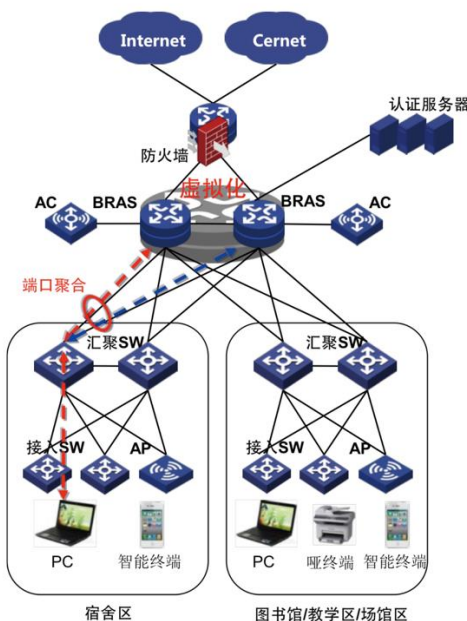 Internet
Cernet
认证服务器
防火墙
虚拟化
AC
BRAS
BRAS
AC
端口聚合
汇聚SW
汇聚SW
接入SW
AP
接入SW
AP
PC
智能终端
PC
哑终端
智能终端
宿舍区
图书馆/教学区/场馆区